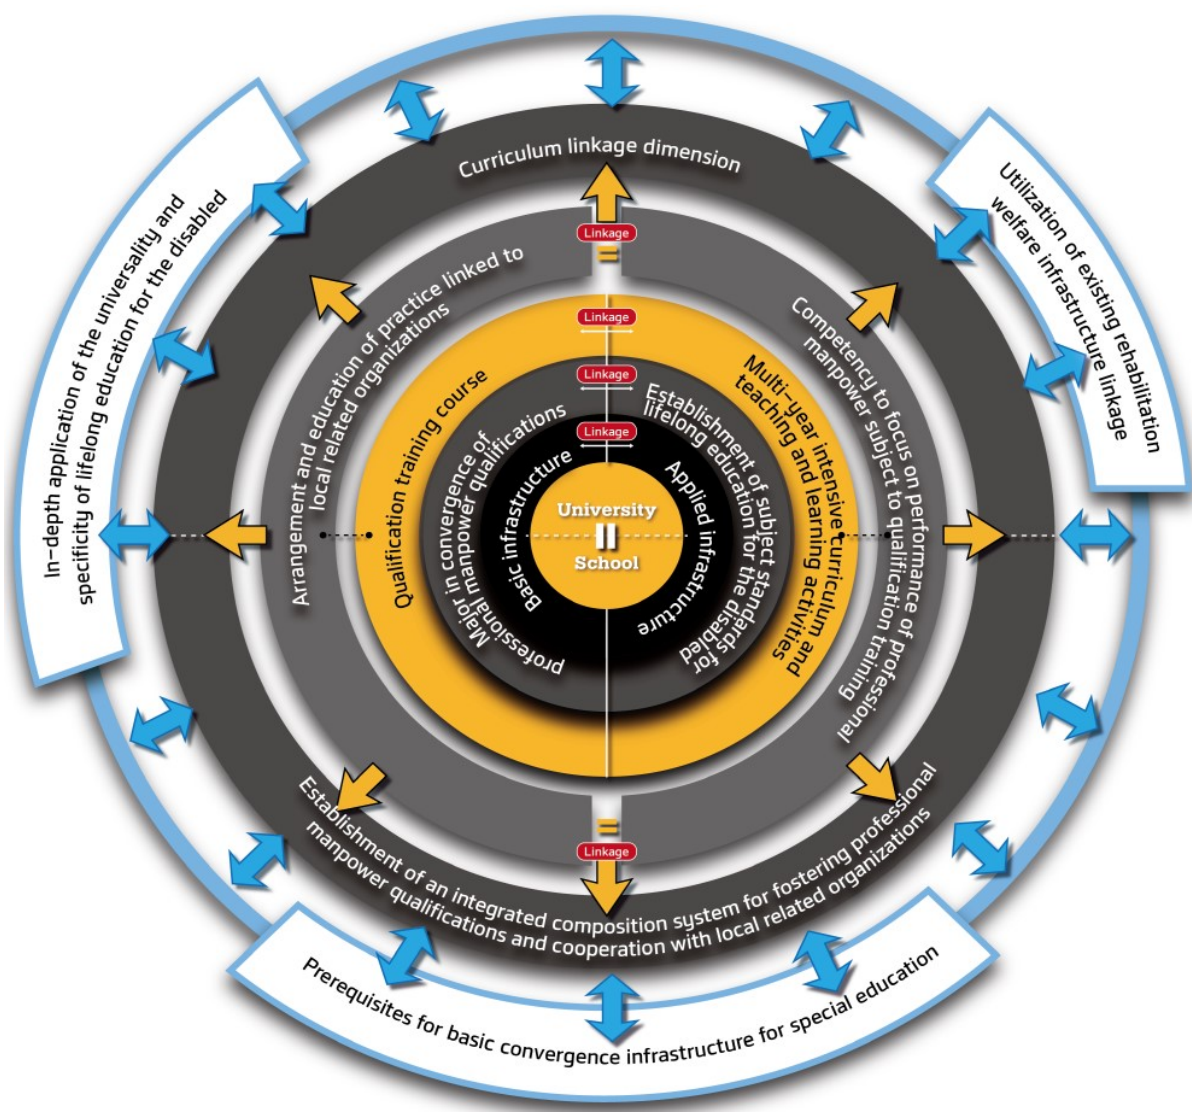 Curriculum linkage dimension
In-depth application of the universality and
specificity of lifelong education for the disabled
Utilization of existing rehabilitation
welfare infrastructure linkage
Linkage
=
Arrangement and education of practice linked to
local related organizations
Competency to focus on performance of professional
manpower subject to qualification training
Linkage
Qualification training course
Multi-year intensive curriculum and
teaching and learning activities
Linkage
Major in convergence of
professional manpower qualifications
Establishment of subject standards for
lifelong education for the disabled
Linkage
Basic infrastructure
Applied infrastructure
University
School
=
Linkage
Establishment of an integrated composition system for fostering professional
manpower qualifications and cooperation with local related organizations
Prerequisites for basic convergence infrastructure for special education